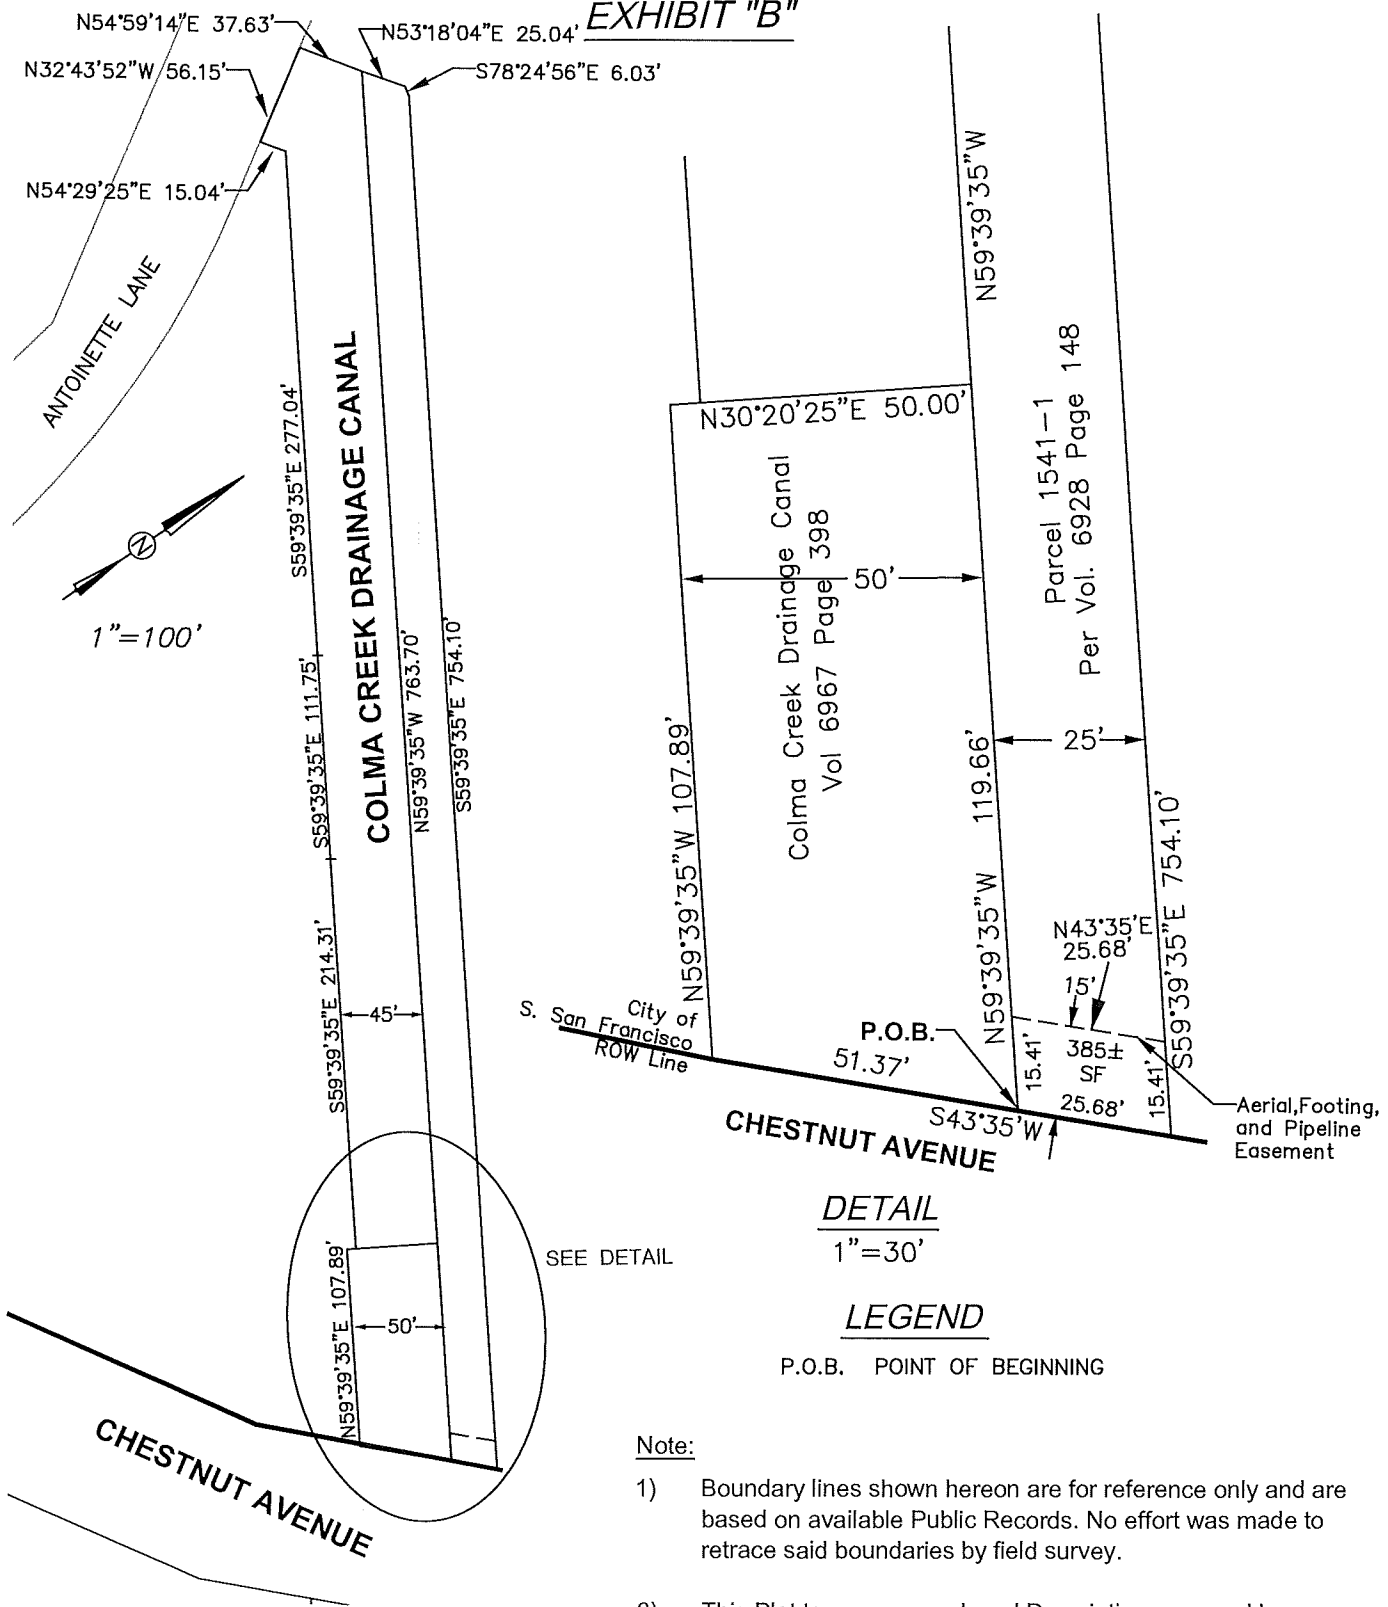 EXHIBIT "B"
N54°59'14"E 37.63'
N53°18'04"E 25.04'
N32°43'52"W 56.15'
S78°24'56"E 6.03'
N54°29'25"E 15.04'
ANTOINETTE LANE
N
1"=100'
S59°39'35"E 277.04'
COLMA CREEK DRAINAGE CANAL
S59°39'35"E 111.75'
N59°39'35"W 763.70'
S59°39'35"E 754.10'
S59°39'35"E 214.31'
45'
N59°39'35"E 107.89'
50'
SEE DETAIL
CHESTNUT AVENUE
N59°39'35"W
N30°20'25"E 50.00'
Colma Creek Drainage Canal
Vol 6967 Page 398
50'
Parcel 1541-1
Per Vol. 6928 Page 148
25'
N59°39'35"W 107.89'
N59°39'35"W 119.66'
S59°39'35"E 754.10'
N43°35'E
25.68'
15'
City of
S. San Francisco
ROW Line
P.O.B.
51.37'
15.41'
385±
SF
15.41'
25.68'
S43°35'W
CHESTNUT AVENUE
Aerial,Footing,
and Pipeline
Easement
DETAIL
1"=30'
LEGEND
P.O.B. POINT OF BEGINNING
Note:
1) Boundary lines shown hereon are for reference only and are
based on available Public Records. No effort was made to
retrace said boundaries by field survey.